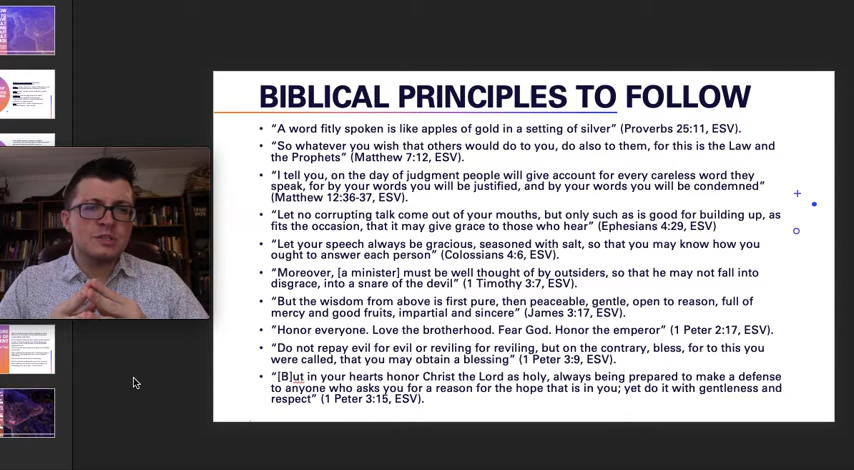 BIBLICAL PRINCIPLES TO FOLLOW
• “A word fitly spoken is like apples of gold in a setting of silver” (Proverbs 25:11, ESV).
• “So whatever you wish that others would do to you, do also to them, for this is the Law and
the Prophets” (Matthew 7:12, ESV).
• “I tell you, on the day of judgment people will give account for every careless word they
speak, for by your words you will be justified, and by your words you will be condemned”
(Matthew 12:36-37, ESV).
• “Let no corrupting talk come out of your mouths, but only such as is good for building up, as
fits the occasion, that it may give grace to those who hear” (Ephesians 4:29, ESV)
• “Let your speech always be gracious, seasoned with salt, so that you may know how you
ought to answer each person” (Colossians 4:6, ESV).
• “Moreover, [a minister] must be well thought of by outsiders, so that he may not fall into
disgrace, into a snare of the devil” (1 Timothy 3:7, ESV).
• “But the wisdom from above is first pure, then peaceable, gentle, open to reason, full of
mercy and good fruits, impartial and sincere” (James 3:17, ESV).
• “Honor everyone. Love the brotherhood. Fear God. Honor the emperor” (1 Peter 2:17, ESV).
• “Do not repay evil for evil or reviling for reviling, but on the contrary, bless, for to this you
were called, that you may obtain a blessing” (1 Peter 3:9, ESV).
• “[B]ut in your hearts honor Christ the Lord as holy, always being prepared to make a defense
to anyone who asks you for a reason for the hope that is in you; yet do it with gentleness and
respect” (1 Peter 3:15, ESV).